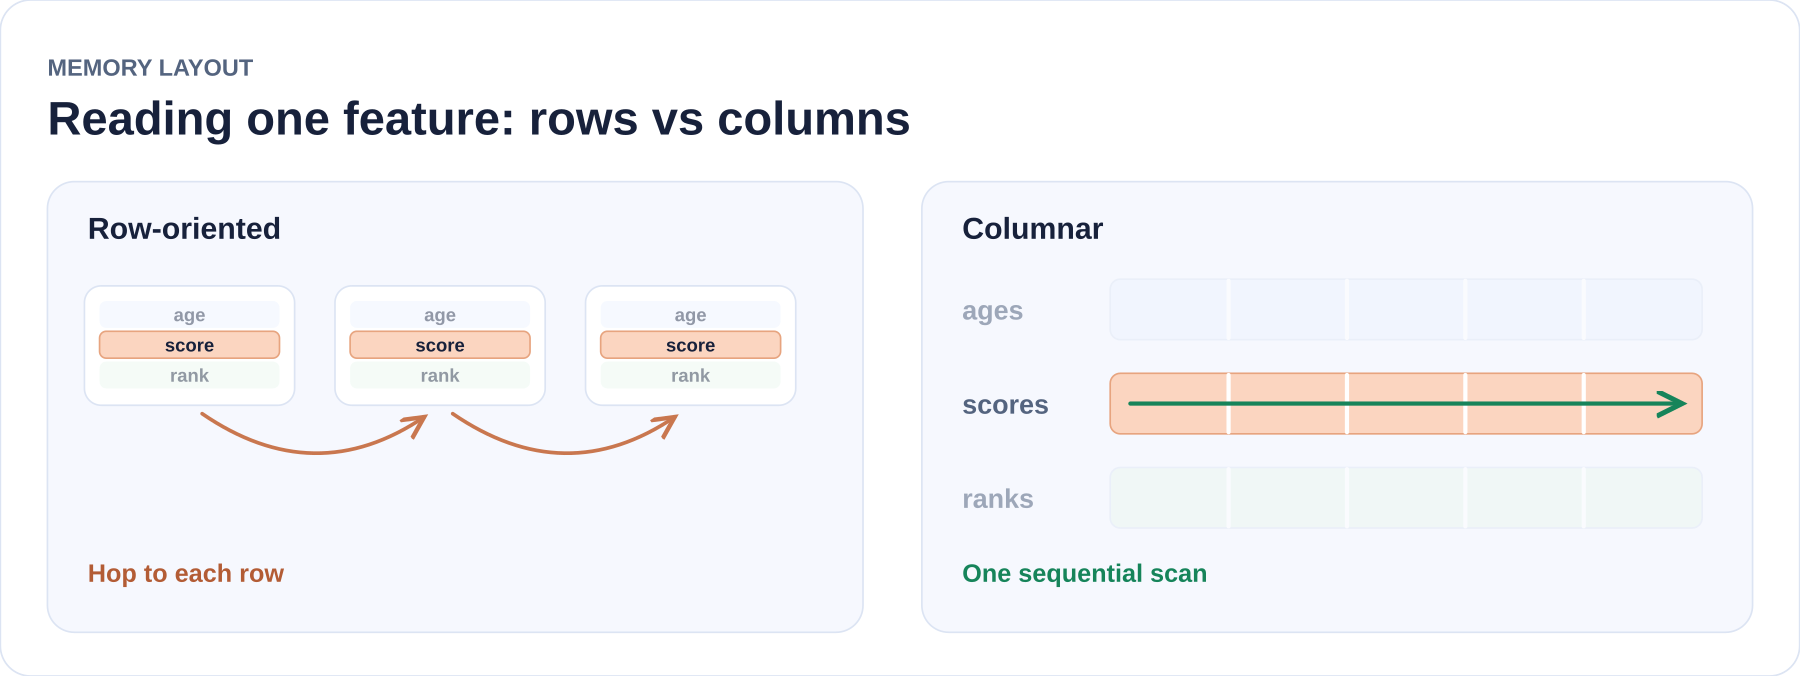 MEMORY LAYOUT
Reading one feature: rows vs columns
Row-oriented
age
score
rank
age
score
rank
age
score
rank
Hop to each row
Columnar
ages
scores
ranks
One sequential scan